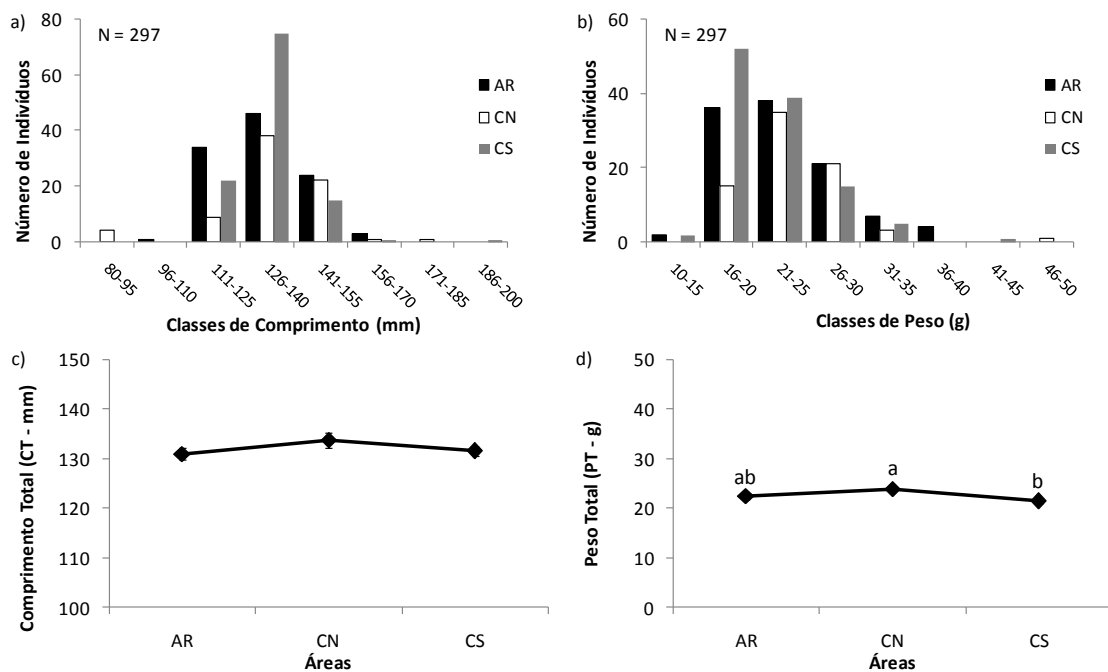 a)
N = 297
Número de Indivíduos
80
60
40
20
0
AR
CN
CS
80-95
96-110
111-125
126-140
141-155
156-170
171-185
186-200
Classes de Comprimento (mm)
b)
N = 297
Número de Indivíduos
60
40
20
0
AR
CN
CS
10-15
16-20
21-25
26-30
31-35
36-40
41-45
46-50
Classes de Peso (g)
c)
Comprimento Total (CT - mm)
150
140
130
120
110
100
AR
CN
CS
Áreas
d)
Peso Total (PT - g)
50
40
30
20
10
0
ab
a
b
AR
CN
CS
Áreas